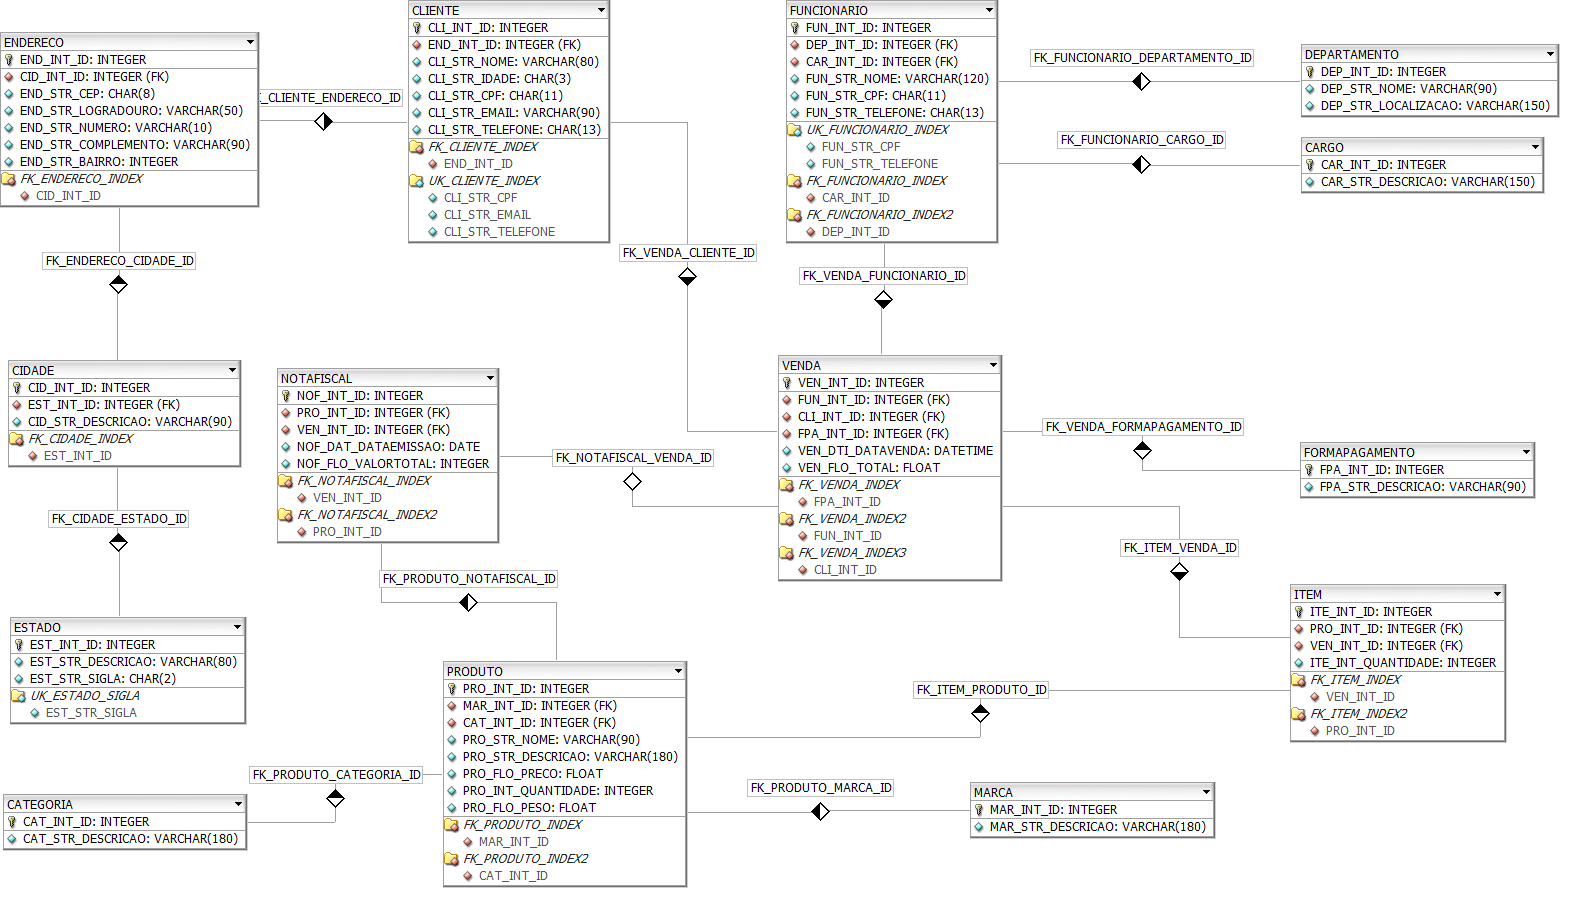 ENDERECO
END_INT_ID: INTEGER
CID_INT_ID: INTEGER (FK)
END_STR_CEP: CHAR(8)
END_STR_LOGRADOURO: VARCHAR(50)
END_STR_NUMERO: VARCHAR(10)
END_STR_COMPLEMENTO: VARCHAR(90)
END_STR_BAIRRO: INTEGER
FK_ENDERECO_INDEX
CID_INT_ID
K_CLIENTE_ENDERECO_ID
CLIENTE
CLI_INT_ID: INTEGER
END_INT_ID: INTEGER (FK)
CLI_STR_NOME: VARCHAR(80)
CLI_STR_IDADE: CHAR(3)
CLI_STR_CPF: CHAR(11)
CLI_STR_EMAIL: VARCHAR(90)
CLI_STR_TELEFONE: CHAR(13)
FK_CLIENTE_INDEX
END_INT_ID
UK_CLIENTE_INDEX
CLI_STR_CPF
CLI_STR_EMAIL
CLI_STR_TELEFONE
FUNCIONARIO
FUN_INT_ID: INTEGER
DEP_INT_ID: INTEGER (FK)
CAR_INT_ID: INTEGER (FK)
FUN_STR_NOME: VARCHAR(120)
FUN_STR_CPF: CHAR(11)
FUN_STR_TELEFONE: CHAR(13)
UK_FUNCIONARIO_INDEX
FUN_STR_CPF
FUN_STR_TELEFONE
FK_FUNCIONARIO_INDEX
CAR_INT_ID
FK_FUNCIONARIO_INDEX2
DEP_INT_ID
FK_FUNCIONARIO_DEPARTAMENTO_ID
DEPARTAMENTO
DEP_INT_ID: INTEGER
DEP_STR_NOME: VARCHAR(90)
DEP_STR_LOCALIZACAO: VARCHAR(150)
FK_FUNCIONARIO_CARGO_ID
CARGO
CAR_INT_ID: INTEGER
CAR_STR_DESCRICAO: VARCHAR(150)
FK_ENDERECO_CIDADE_ID
FK_VENDA_CLIENTE_ID
FK_VENDA_FUNCIONARIO_ID
CIDADE
CID_INT_ID: INTEGER
EST_INT_ID: INTEGER (FK)
CID_STR_DESCRICAO: VARCHAR(90)
FK_CIDADE_INDEX
EST_INT_ID
NOTAFISCAL
NOF_INT_ID: INTEGER
PRO_INT_ID: INTEGER (FK)
VEN_INT_ID: INTEGER (FK)
NOF_DAT_DATAEMISSAO: DATE
NOF_FLO_VALORTOTAL: INTEGER
FK_NOTAFISCAL_INDEX
VEN_INT_ID
FK_NOTAFISCAL_INDEX2
PRO_INT_ID
FK_NOTAFISCAL_VENDA_ID
VENDA
VEN_INT_ID: INTEGER
FUN_INT_ID: INTEGER (FK)
CLI_INT_ID: INTEGER (FK)
FPA_INT_ID: INTEGER (FK)
VEN_DTI_DATAVENDA: DATETIME
VEN_FLO_TOTAL: FLOAT
FK_VENDA_INDEX
FPA_INT_ID
FK_VENDA_INDEX2
FUN_INT_ID
FK_VENDA_INDEX3
CLI_INT_ID
FK_VENDA_FORMAPAGAMENTO_ID
FORMAPAGAMENTO
FPA_INT_ID: INTEGER
FPA_STR_DESCRICAO: VARCHAR(90)
FK_CIDADE_ESTADO_ID
FK_ITEM_VENDA_ID
FK_PRODUTO_NOTAFISCAL_ID
ESTADO
EST_INT_ID: INTEGER
EST_STR_DESCRICAO: VARCHAR(80)
EST_STR_SIGLA: CHAR(2)
UK_ESTADO_SIGLA
EST_STR_SIGLA
ITEM
ITE_INT_ID: INTEGER
PRO_INT_ID: INTEGER (FK)
VEN_INT_ID: INTEGER (FK)
ITE_INT_QUANTIDADE: INTEGER
FK_ITEM_INDEX
VEN_INT_ID
FK_ITEM_INDEX2
PRO_INT_ID
PRODUTO
PRO_INT_ID: INTEGER
MAR_INT_ID: INTEGER (FK)
CAT_INT_ID: INTEGER (FK)
PRO_STR_NOME: VARCHAR(90)
PRO_STR_DESCRICAO: VARCHAR(180)
PRO_FLO_PRECO: FLOAT
PRO_INT_QUANTIDADE: INTEGER
PRO_FLO_PESO: FLOAT
FK_PRODUTO_INDEX
MAR_INT_ID
FK_PRODUTO_INDEX2
CAT_INT_ID
FK_ITEM_PRODUTO_ID
FK_PRODUTO_CATEGORIA_ID
FK_PRODUTO_MARCA_ID
CATEGORIA
CAT_INT_ID: INTEGER
CAT_STR_DESCRICAO: VARCHAR(180)
MARCA
MAR_INT_ID: INTEGER
MAR_STR_DESCRICAO: VARCHAR(180)